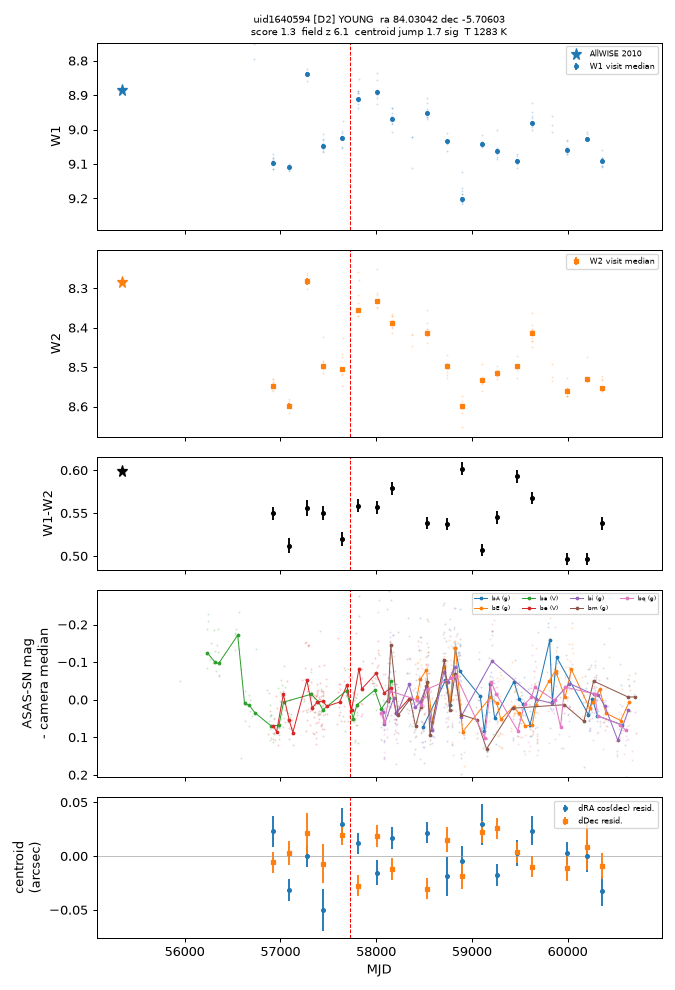 uid1640594 [D2] YOUNG ra 84.03042 dec -5.70603
score 1.3 field z 6.1 centroid jump 1.7 sig T 1283 K
W1
8.8
8.9
9.0
9.1
9.2
AllWISE 2010
W1 visit median
W2
8.3
8.4
8.5
8.6
W2 visit median
W1-W2
0.60
0.55
0.50
ASAS-SN mag
- camera median
−0.2
−0.1
0.0
0.1
0.2
bA (g)
bE (g)
ba (V)
be (V)
bi (g)
bm (g)
bq (g)
centroid
(arcsec)
0.05
0.00
−0.05
dRA cos(dec) resid.
dDec resid.
56000
57000
58000
59000
60000
MJD